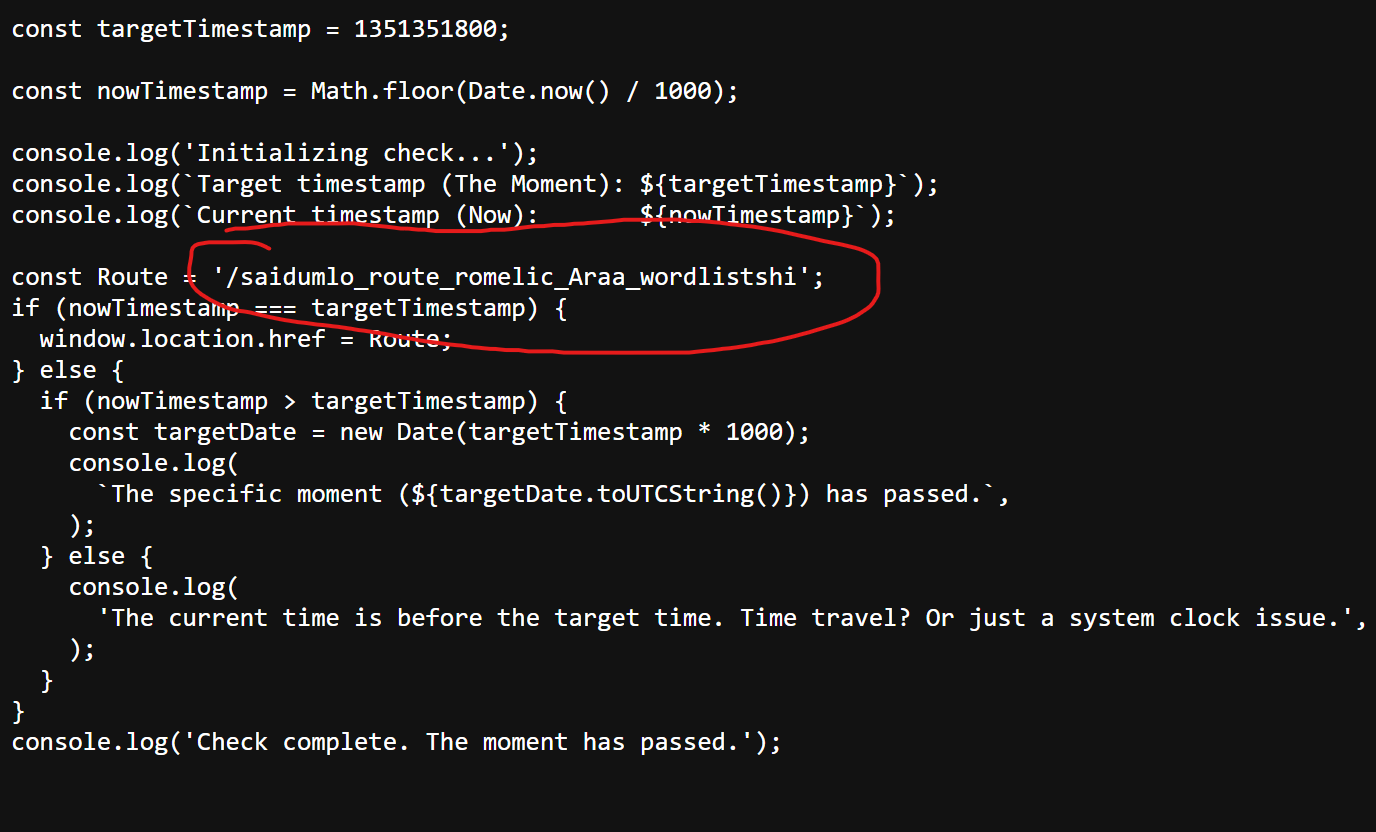 const targetTimestamp = 1351351800;
const nowTimestamp = Math.floor(Date.now() / 1000);
console.log('Initializing check...');
console.log(`Target timestamp (The Moment): ${targetTimestamp}`);
console.log(`Current timestamp (Now):       ${nowTimestamp}`);
const Route = '/saidumlo_route_romelic_Araa_wordlistshi';
if (nowTimestamp === targetTimestamp) {
  window.location.href = Route;
} else {
  if (nowTimestamp > targetTimestamp) {
    const targetDate = new Date(targetTimestamp * 1000);
    console.log(
      `The specific moment (${targetDate.toUTCString()}) has passed.`,
    );
  } else {
    console.log(
      'The current time is before the target time. Time travel? Or just a system clock issue.',
    );
  }
}
console.log('Check complete. The moment has passed.');